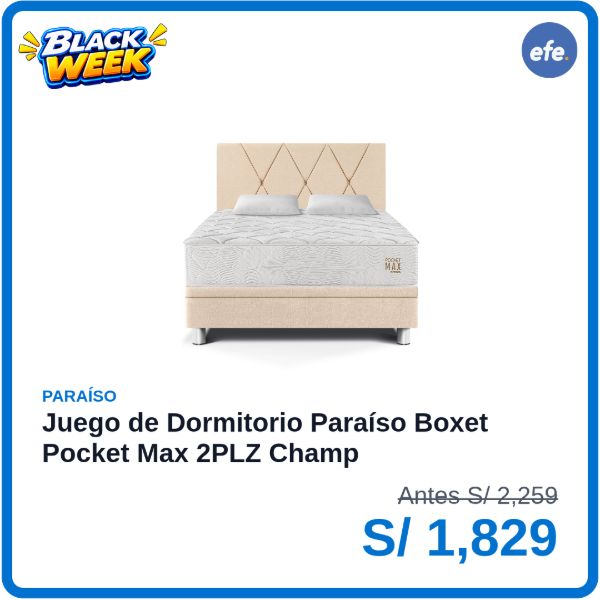 BLACK
WEEK
efe.
POCKET
MAX
PARAÍSO
Juego de Dormitorio Paraíso Boxet
Pocket Max 2PLZ Champ
Antes S/ 2,259
S/ 1,829